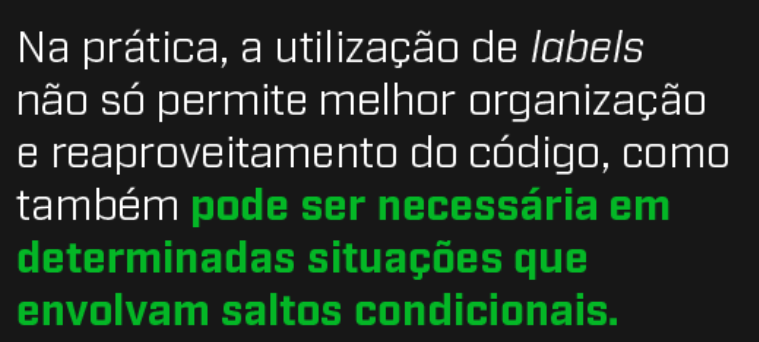 Na prática, a utilização de labels
não só permite melhor organização
e reaproveitamento do código, como
também pode ser necessária em
determinadas situações que
envolvam saltos condicionais.